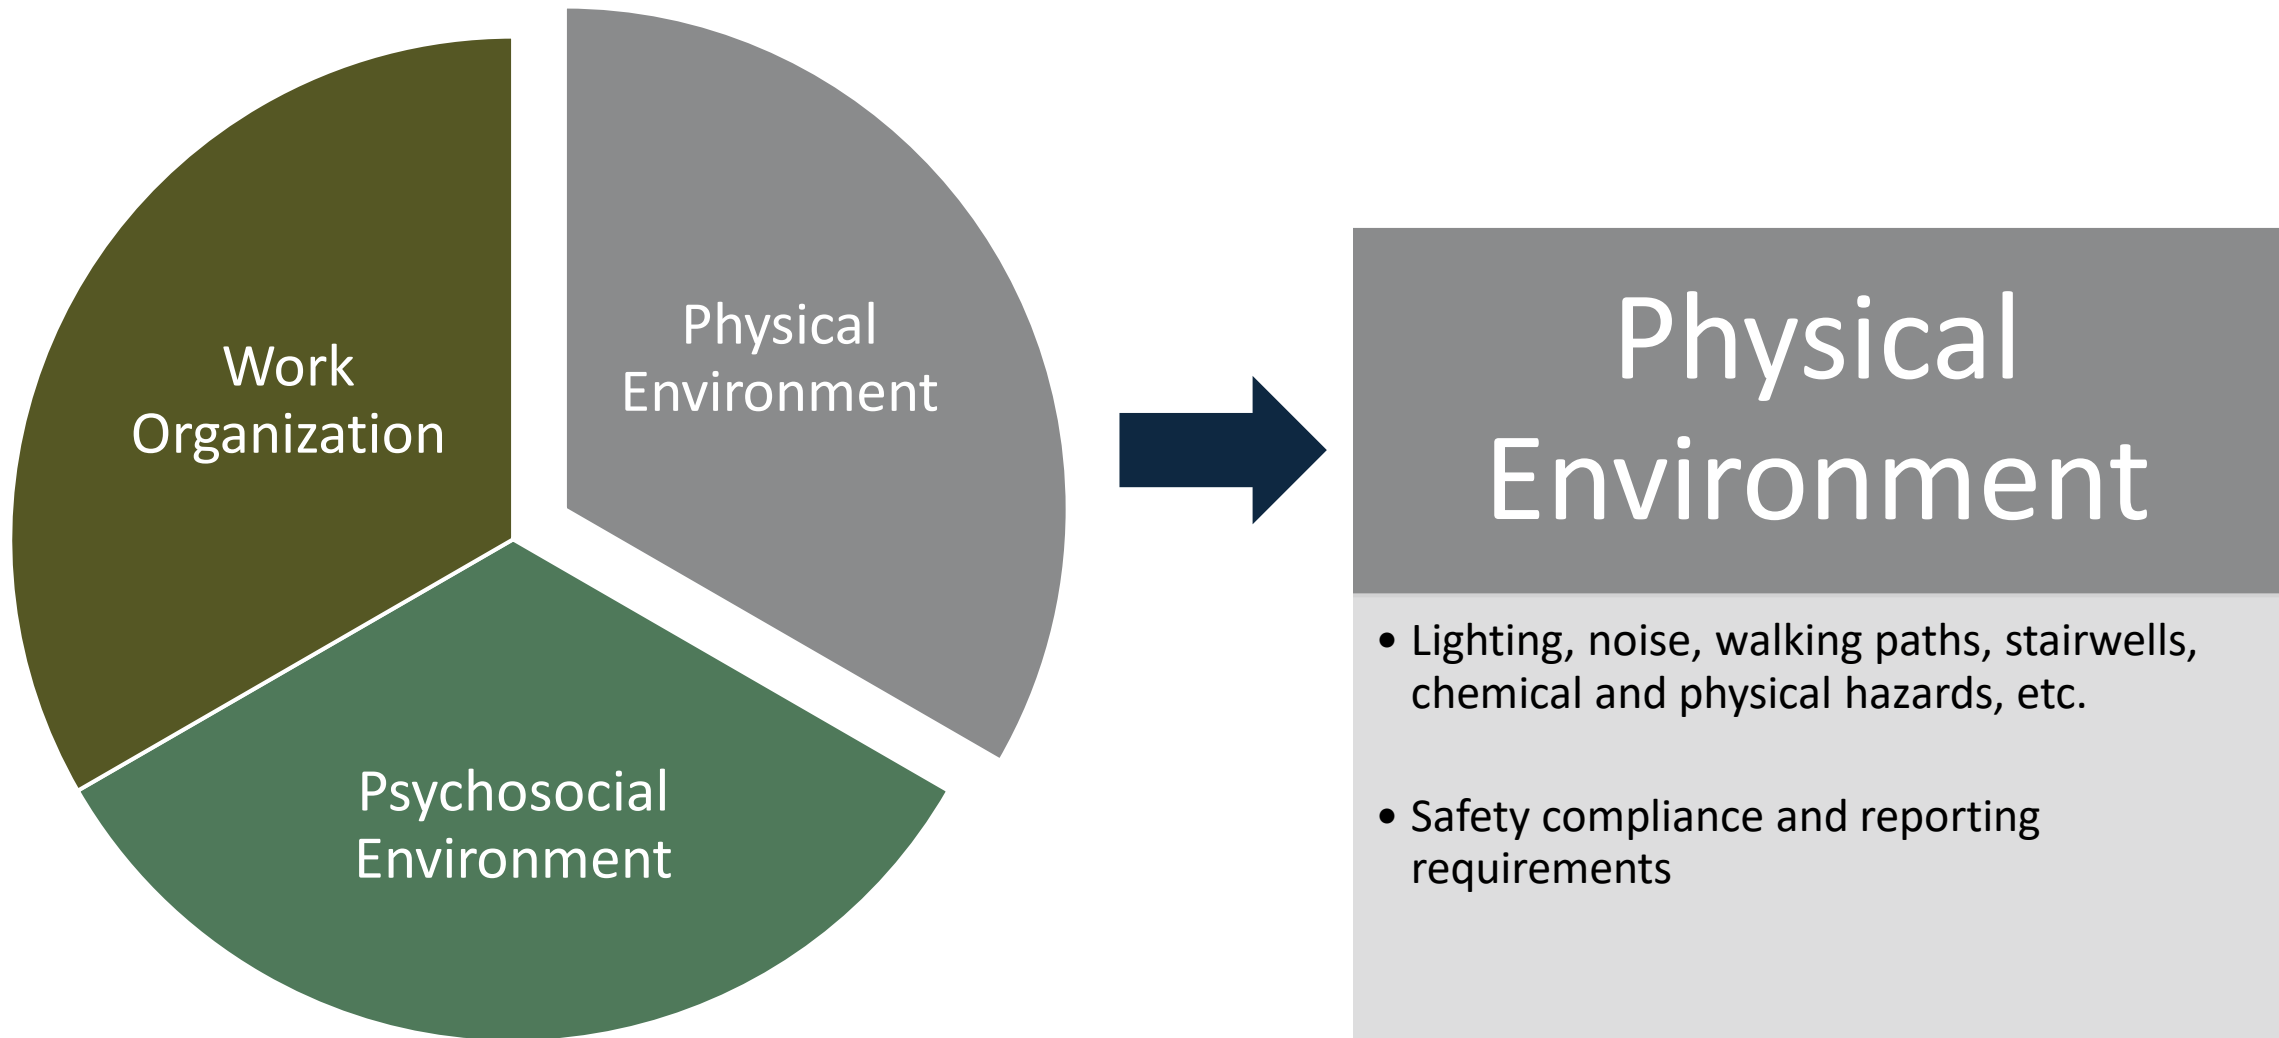 Work
Organization
Physical
Environment
Psychosocial
Environment
Physical
Environment
• Lighting, noise, walking paths, stairwells,
chemical and physical hazards, etc.
• Safety compliance and reporting
requirements